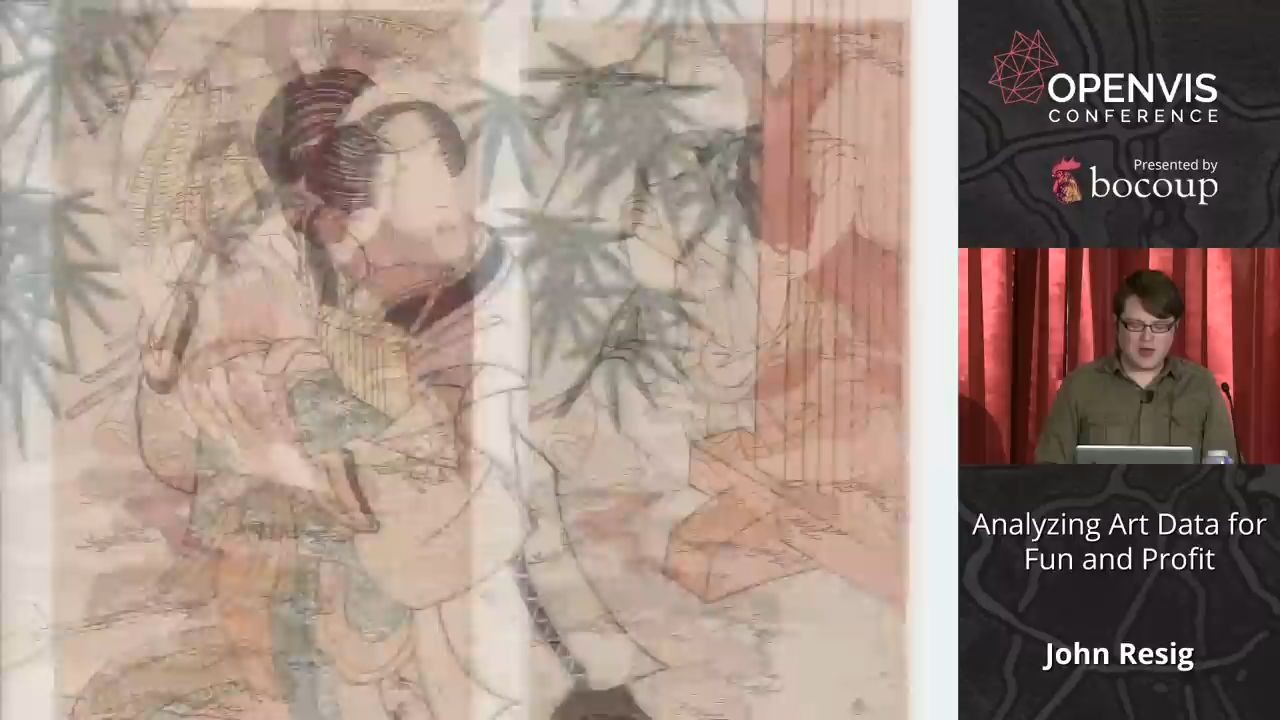 OPENVIS
CONFERENCE
Presented by
bocoup
Analyzing Art Data for
Fun and Profit
John Resig